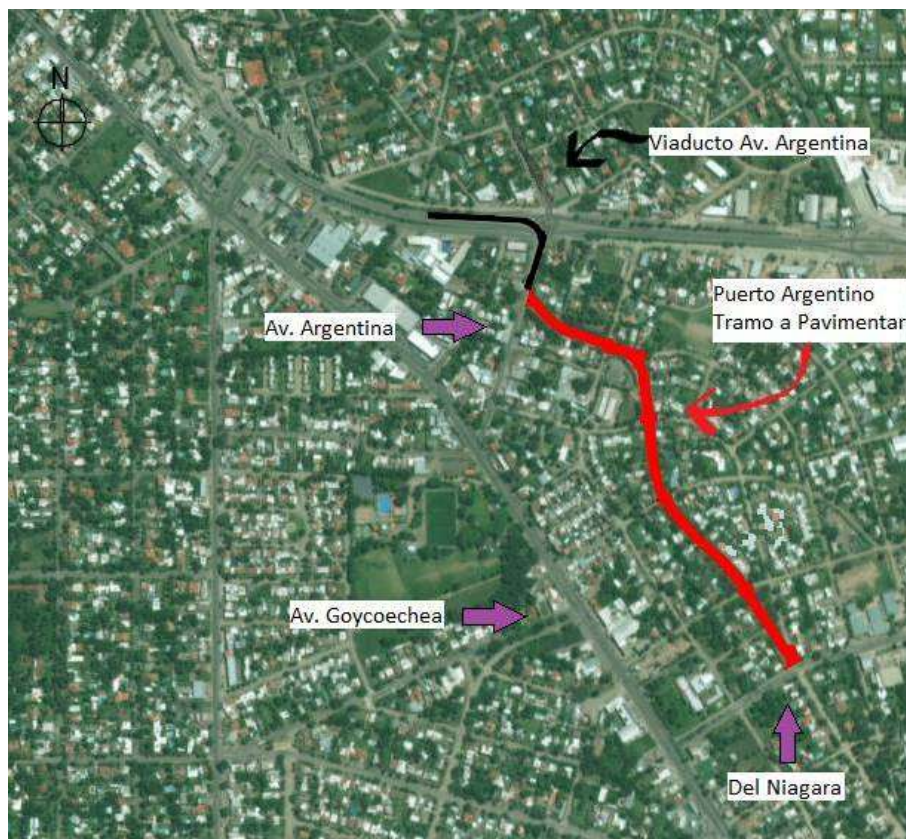 N
Viaducto Av. Argentina
Puerto Argentino
Tramo a Pavimentar
Av. Argentina
Av. Goycoechea
Del Niagara